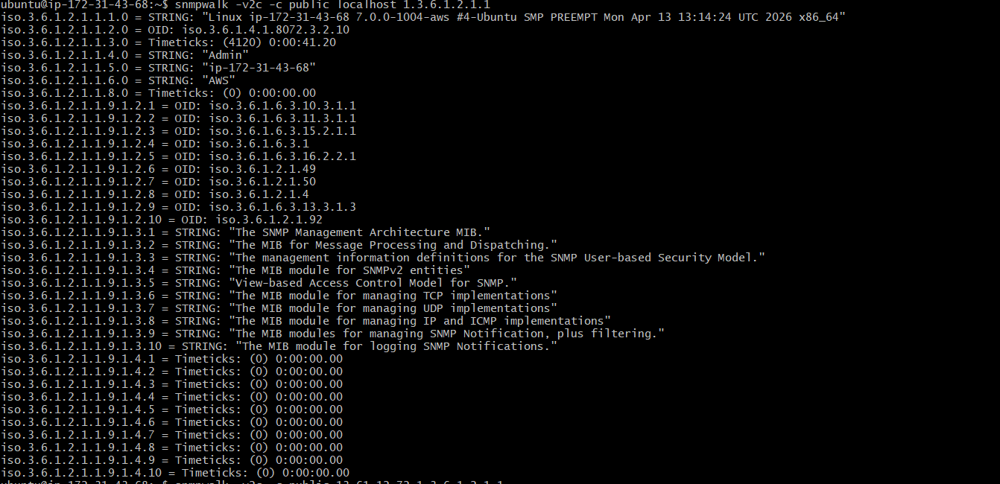 ubuntu@ip-172-31-43-68:~$ snmpwalk -v2c -c public localhost 1.3.6.1.2.1.1
iso.3.6.1.2.1.1.1.0 = STRING: "Linux ip-172-31-43-68 7.0.0-1004-aws #4-Ubuntu SMP PREEMPT Mon Apr 13 13:14:24 UTC 2026 x86_64"
iso.3.6.1.2.1.1.2.0 = OID: iso.3.6.1.4.1.8072.3.2.10
iso.3.6.1.2.1.1.3.0 = Timeticks: (4120) 0:00:41.20
iso.3.6.1.2.1.1.4.0 = STRING: "Admin"
iso.3.6.1.2.1.1.5.0 = STRING: "ip-172-31-43-68"
iso.3.6.1.2.1.1.6.0 = STRING: "AWS"
iso.3.6.1.2.1.1.8.0 = Timeticks: (0) 0:00:00.00
iso.3.6.1.2.1.1.9.1.2.1 = OID: iso.3.6.1.6.3.10.3.1.1
iso.3.6.1.2.1.1.9.1.2.2 = OID: iso.3.6.1.6.3.11.3.1.1
iso.3.6.1.2.1.1.9.1.2.3 = OID: iso.3.6.1.6.3.15.2.1.1
iso.3.6.1.2.1.1.9.1.2.4 = OID: iso.3.6.1.6.3.1
iso.3.6.1.2.1.1.9.1.2.5 = OID: iso.3.6.1.6.3.16.2.2.1
iso.3.6.1.2.1.1.9.1.2.6 = OID: iso.3.6.1.2.1.49
iso.3.6.1.2.1.1.9.1.2.7 = OID: iso.3.6.1.2.1.50
iso.3.6.1.2.1.1.9.1.2.8 = OID: iso.3.6.1.2.1.4
iso.3.6.1.2.1.1.9.1.2.9 = OID: iso.3.6.1.6.3.13.3.1.3
iso.3.6.1.2.1.1.9.1.2.10 = OID: iso.3.6.1.2.1.92
iso.3.6.1.2.1.1.9.1.3.1 = STRING: "The SNMP Management Architecture MIB."
iso.3.6.1.2.1.1.9.1.3.2 = STRING: "The MIB for Message Processing and Dispatching."
iso.3.6.1.2.1.1.9.1.3.3 = STRING: "The management information definitions for the SNMP User-based Security Model."
iso.3.6.1.2.1.1.9.1.3.4 = STRING: "The MIB module for SNMPv2 entities"
iso.3.6.1.2.1.1.9.1.3.5 = STRING: "View-based Access Control Model for SNMP."
iso.3.6.1.2.1.1.9.1.3.6 = STRING: "The MIB module for managing TCP implementations"
iso.3.6.1.2.1.1.9.1.3.7 = STRING: "The MIB module for managing UDP implementations"
iso.3.6.1.2.1.1.9.1.3.8 = STRING: "The MIB module for managing IP and ICMP implementations"
iso.3.6.1.2.1.1.9.1.3.9 = STRING: "The MIB modules for managing SNMP Notification, plus filtering."
iso.3.6.1.2.1.1.9.1.3.10 = STRING: "The MIB module for logging SNMP Notifications."
iso.3.6.1.2.1.1.9.1.4.1 = Timeticks: (0) 0:00:00.00
iso.3.6.1.2.1.1.9.1.4.2 = Timeticks: (0) 0:00:00.00
iso.3.6.1.2.1.1.9.1.4.3 = Timeticks: (0) 0:00:00.00
iso.3.6.1.2.1.1.9.1.4.4 = Timeticks: (0) 0:00:00.00
iso.3.6.1.2.1.1.9.1.4.5 = Timeticks: (0) 0:00:00.00
iso.3.6.1.2.1.1.9.1.4.6 = Timeticks: (0) 0:00:00.00
iso.3.6.1.2.1.1.9.1.4.7 = Timeticks: (0) 0:00:00.00
iso.3.6.1.2.1.1.9.1.4.8 = Timeticks: (0) 0:00:00.00
iso.3.6.1.2.1.1.9.1.4.9 = Timeticks: (0) 0:00:00.00
iso.3.6.1.2.1.1.9.1.4.10 = Timeticks: (0) 0:00:00.00